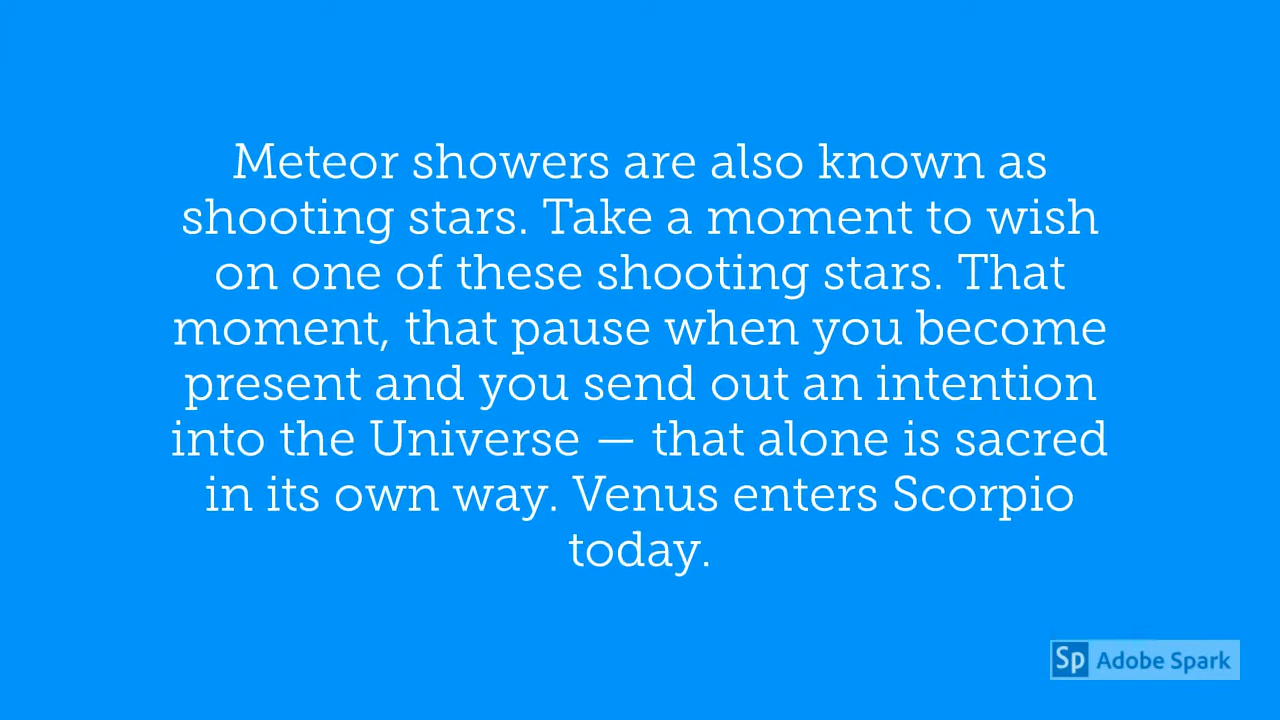 Meteor showers are also known as
shooting stars. Take a moment to wish
on one of these shooting stars. That
moment, that pause when you become
present and you send out an intention
into the Universe — that alone is sacred
in its own way. Venus enters Scorpio
today.
Sp Adobe Spark